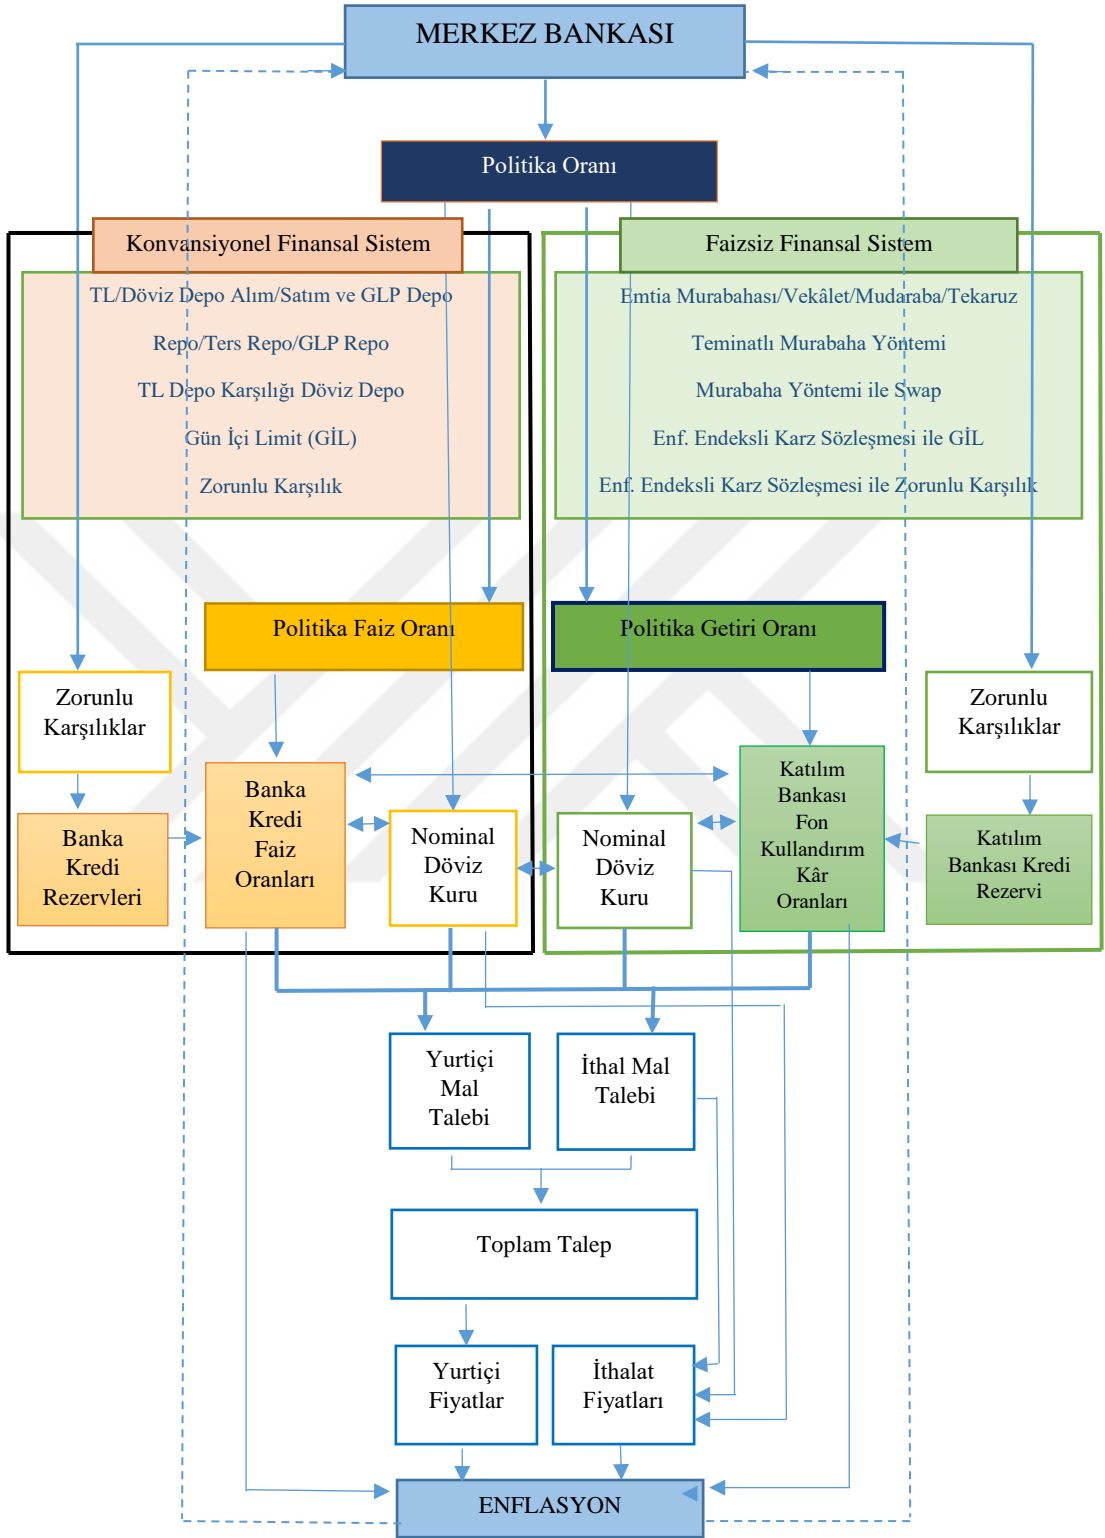 MERKEZ BANKASI
Politika Oranı
Konvansiyonel Finansal Sistem
TL/Döviz Depo Alım/Satım ve GLP Depo
Repo/Ters Repo/GLP Repo
TL Depo Karşılığı Döviz Depo
Gün İçi Limit (GİL)
Zorunlu Karşılık
Faizsiz Finansal Sistem
Emtia Murabahası/Vekâlet/Mudaraba/Tekaruz
Teminatlı Murabaha Yöntemi
Murabaha Yöntemi ile Swap
Enf. Endeksli Karz Sözleşmesi ile GİL
Enf. Endeksli Karz Sözleşmesi ile Zorunlu Karşılık
Politika Faiz Oranı
Politika Getiri Oranı
Zorunlu
Karşılıklar
Zorunlu
Karşılıklar
Banka
Kredi
Rezervleri
Banka
Kredi
Faiz
Oranları
Nominal
Döviz
Kuru
Nominal
Döviz
Kuru
Katılım
Bankası
Fon
Kullandırım
Kâr
Oranları
Katılım
Bankası Kredi
Rezervi
Yurtiçi
Mal
Talebi
İthal Mal
Talebi
Toplam Talep
Yurtiçi
Fiyatlar
İthalat
Fiyatları
ENFLASYON